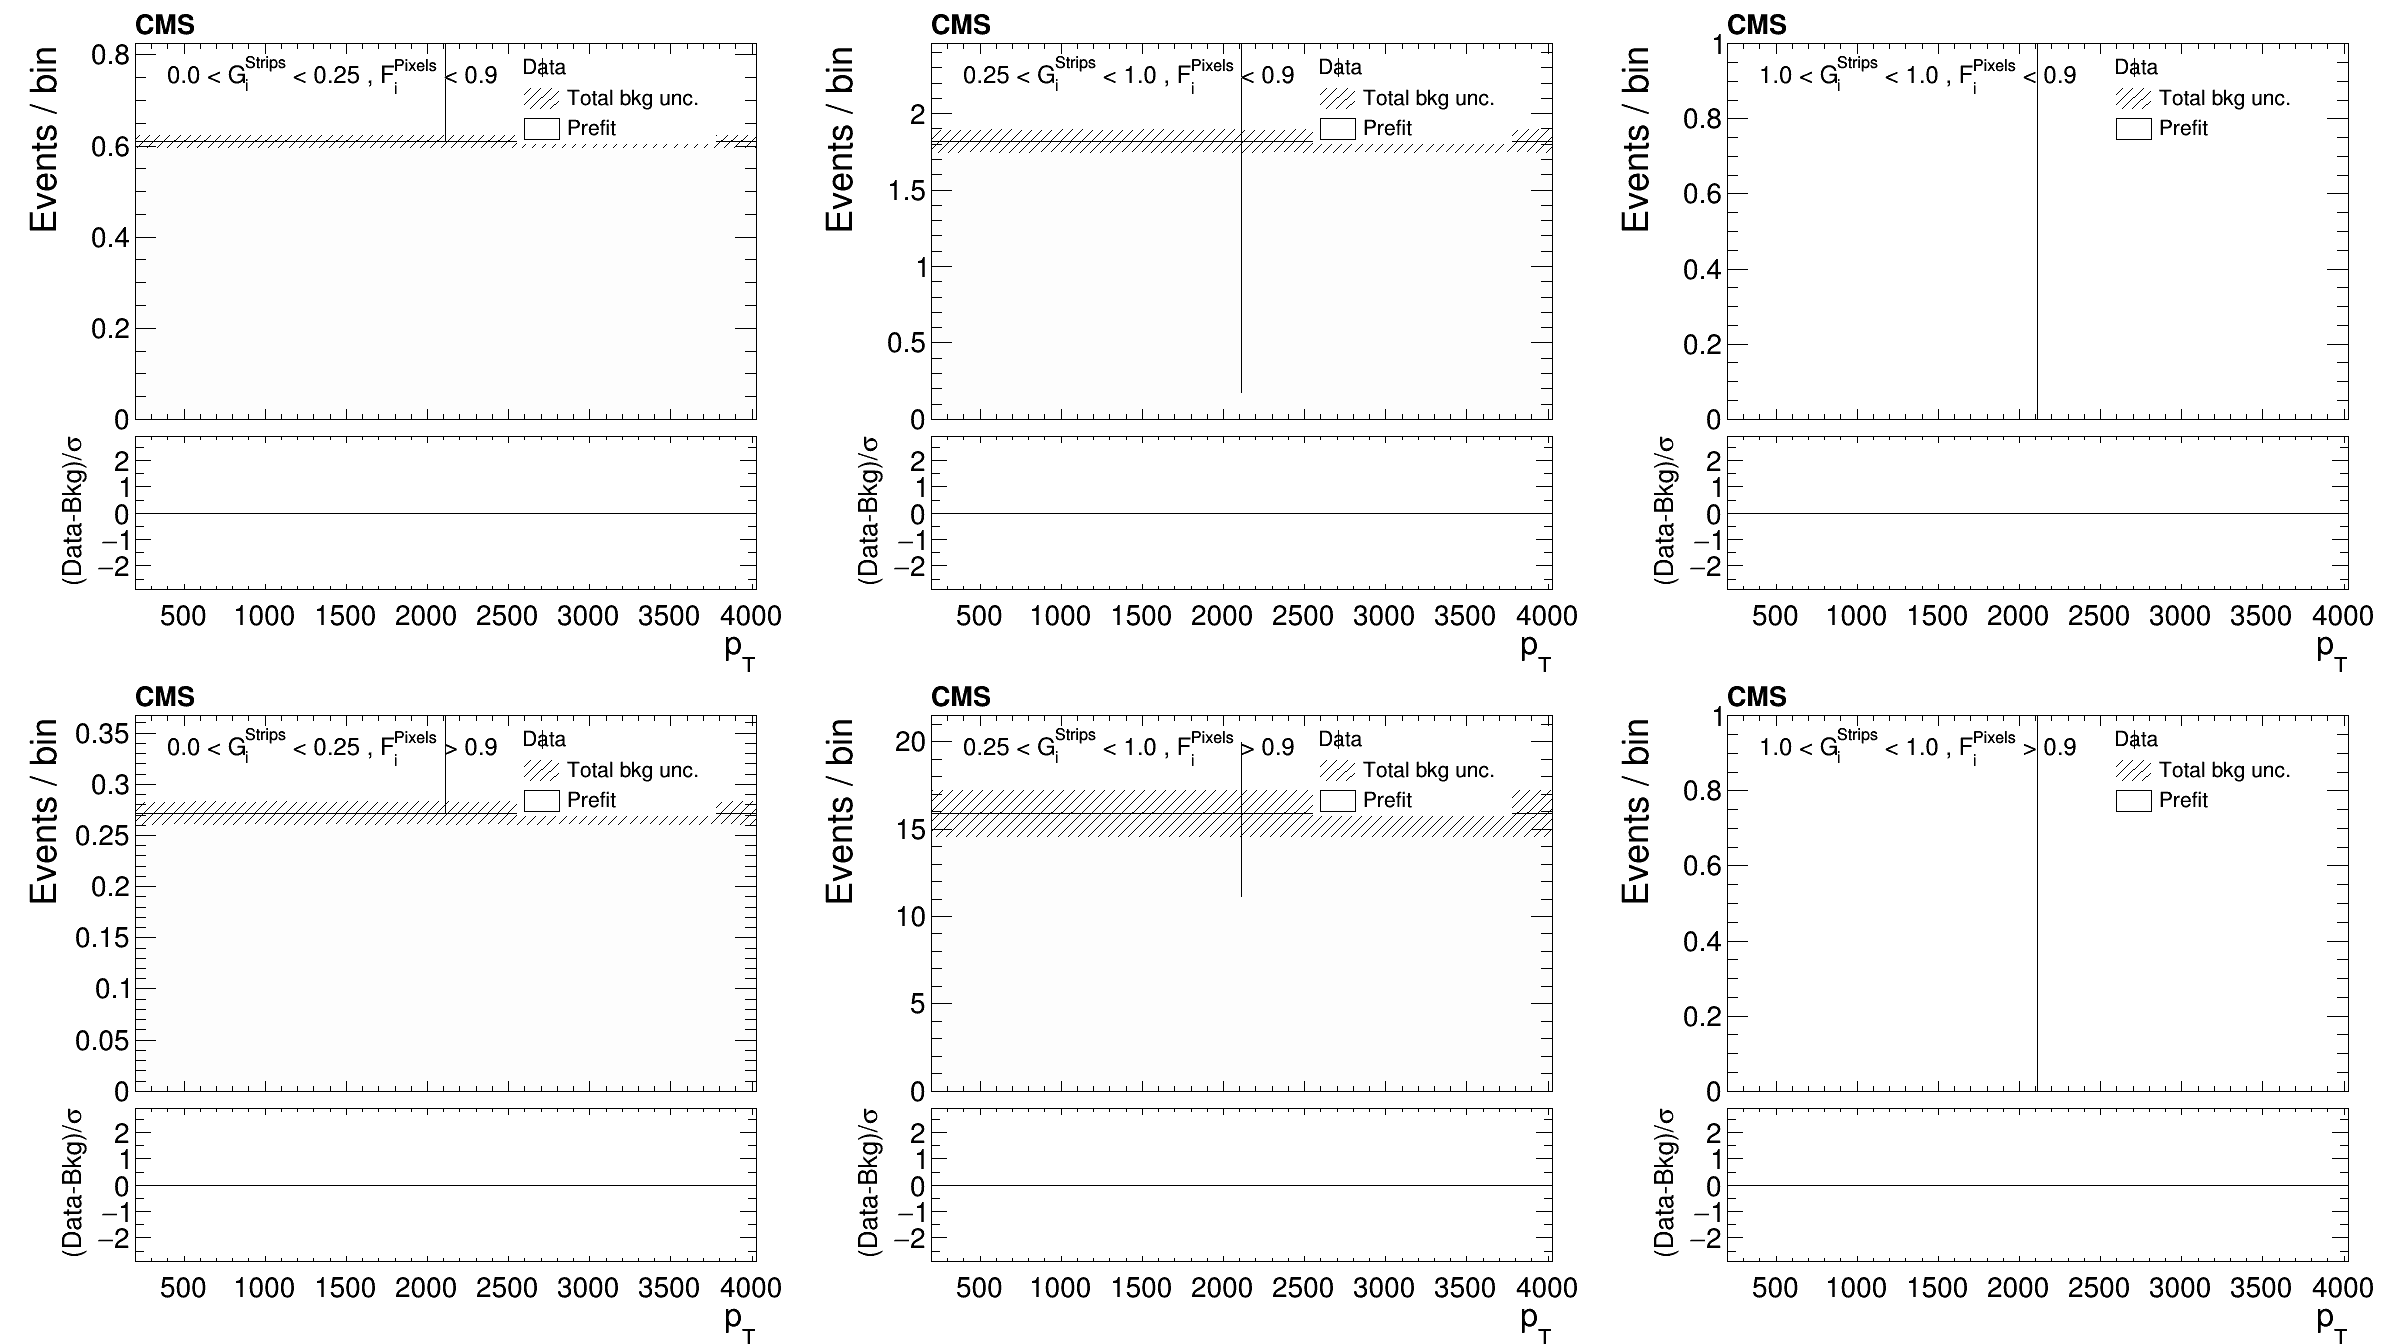 CMS
Events / bin
0.0 < G_i^Strips < 0.25 , F_i^Pixels < 0.9
Data
Total bkg unc.
Prefit
0.8
0.6
0.4
0.2
0
(Data-Bkg)/σ
2
1
0
−1
−2
500 1000 1500 2000 2500 3000 3500 4000
p_T
CMS
Events / bin
0.25 < G_i^Strips < 1.0 , F_i^Pixels < 0.9
Data
Total bkg unc.
Prefit
2
1.5
1
0.5
0
(Data-Bkg)/σ
2
1
0
−1
−2
500 1000 1500 2000 2500 3000 3500 4000
p_T
CMS
Events / bin
1.0 < G_i^Strips < 1.0 , F_i^Pixels < 0.9
Data
Total bkg unc.
Prefit
1
0.8
0.6
0.4
0.2
0
(Data-Bkg)/σ
2
1
0
−1
−2
500 1000 1500 2000 2500 3000 3500 4000
p_T
CMS
Events / bin
0.0 < G_i^Strips < 0.25 , F_i^Pixels > 0.9
Data
Total bkg unc.
Prefit
0.35
0.3
0.25
0.2
0.15
0.1
0.05
0
(Data-Bkg)/σ
2
1
0
−1
−2
500 1000 1500 2000 2500 3000 3500 4000
p_T
CMS
Events / bin
0.25 < G_i^Strips < 1.0 , F_i^Pixels > 0.9
Data
Total bkg unc.
Prefit
20
15
10
5
0
(Data-Bkg)/σ
2
1
0
−1
−2
500 1000 1500 2000 2500 3000 3500 4000
p_T
CMS
Events / bin
1.0 < G_i^Strips < 1.0 , F_i^Pixels > 0.9
Data
Total bkg unc.
Prefit
1
0.8
0.6
0.4
0.2
0
(Data-Bkg)/σ
2
1
0
−1
−2
500 1000 1500 2000 2500 3000 3500 4000
p_T